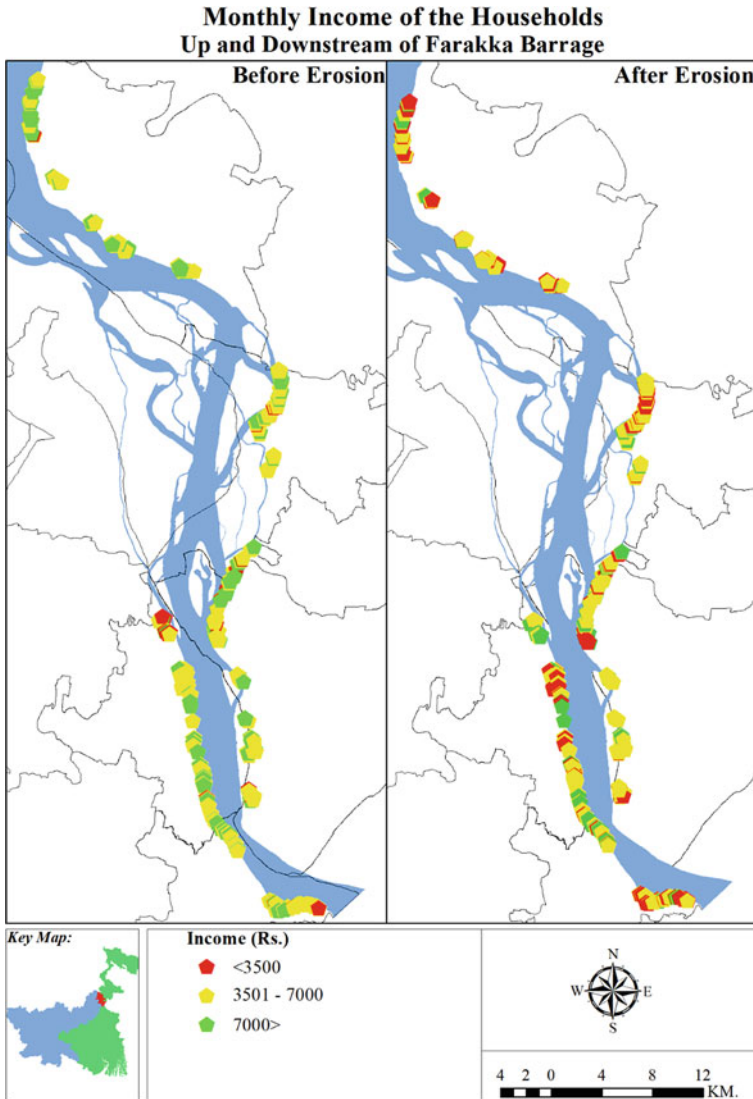 Monthly Income of the Households
Up and Downstream of Farakka Barrage
Before Erosion
After Erosion
Key Map:
Income (Rs.)
<3500
3501 - 7000
7000>
N
W E
S
4 2 0 4 8 12
KM.